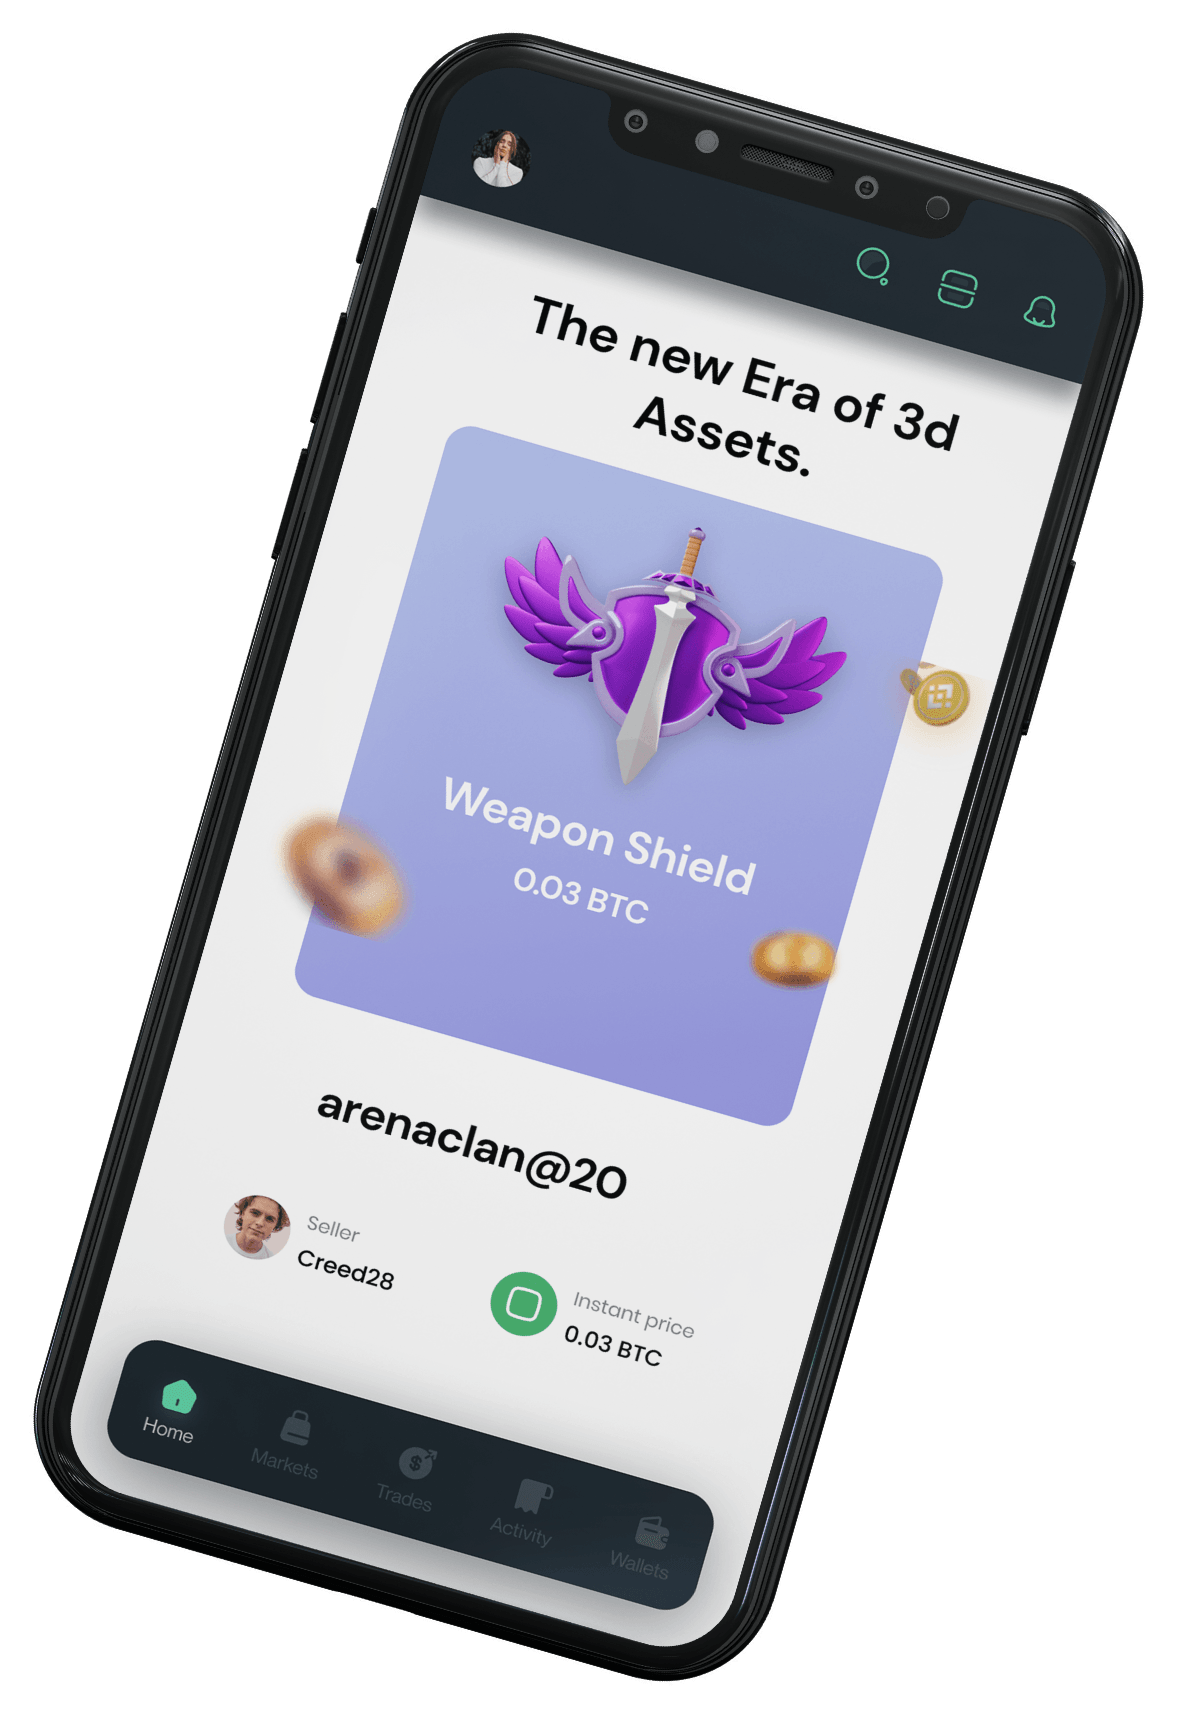 The new Era of 3d
Assets.
Weapon Shield
0.03 BTC
arenaclan@20
Seller
Creed28
Instant price
0.03 BTC
Home
Markets
Trades
Activity
Wallets